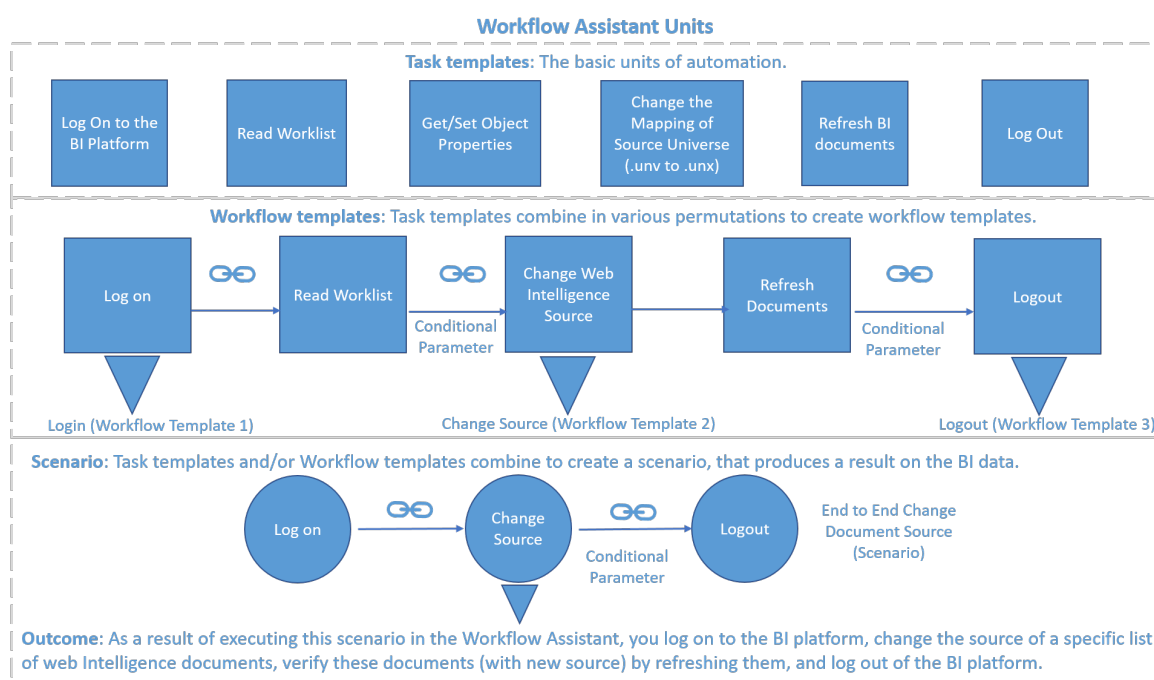 Workflow Assistant Units
Task templates: The basic units of automation.
Log On to the
BI Platform
Read Worklist
Get/Set Object
Properties
Change the
Mapping of
Source Universe
(.unv to .unx)
Refresh BI
documents
Log Out
Workflow templates: Task templates combine in various permutations to create workflow templates.
Log on
Read Worklist
Conditional
Parameter
Change Web
Intelligence
Source
Refresh
Documents
Conditional
Parameter
Logout
Login (Workflow Template 1)
Change Source (Workflow Template 2)
Logout (Workflow Template 3)
Scenario: Task templates and/or Workflow templates combine to create a scenario, that produces a result on the BI data.
Log on
Change
Source
Conditional
Parameter
Logout
End to End Change
Document Source
(Scenario)
Outcome: As a result of executing this scenario in the Workflow Assistant, you log on to the BI platform, change the source of a specific list
of web Intelligence documents, verify these documents (with new source) by refreshing them, and log out of the BI platform.